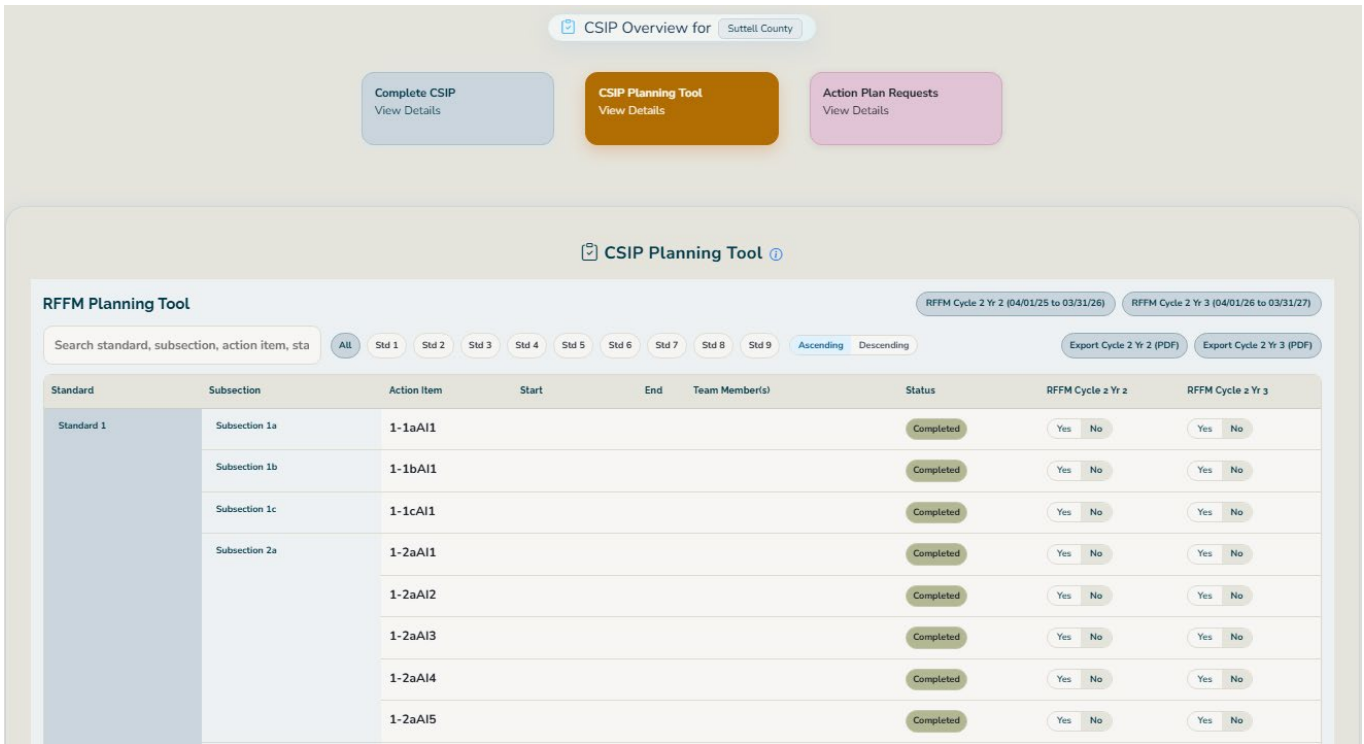 CSIP Overview for Suttell County
Complete CSIP
View Details
CSIP Planning Tool
View Details
Action Plan Requests
View Details
CSIP Planning Tool
RFFM Planning Tool
RFFM Cycle 2 Yr 2 (04/01/25 to 03/31/26) RFFM Cycle 2 Yr 3 (04/01/26 to 03/31/27)
Search standard, subsection, action item, sta All Std 1 Std 2 Std 3 Std 4 Std 5 Std 6 Std 7 Std 8 Std 9 Ascending Descending Export Cycle 2 Yr 2 (PDF) Export Cycle 2 Yr 3 (PDF)
Standard Subsection Action Item Start End Team Member(s) Status RFFM Cycle 2 Yr 2 RFFM Cycle 2 Yr 3
Standard 1 Subsection 1a 1-1aAI1 Completed Yes No Yes No
Subsection 1b 1-1bAI1 Completed Yes No Yes No
Subsection 1c 1-1cAI1 Completed Yes No Yes No
Subsection 2a 1-2aAI1 Completed Yes No Yes No
1-2aAI2 Completed Yes No Yes No
1-2aAI3 Completed Yes No Yes No
1-2aAI4 Completed Yes No Yes No
1-2aAI5 Completed Yes No Yes No